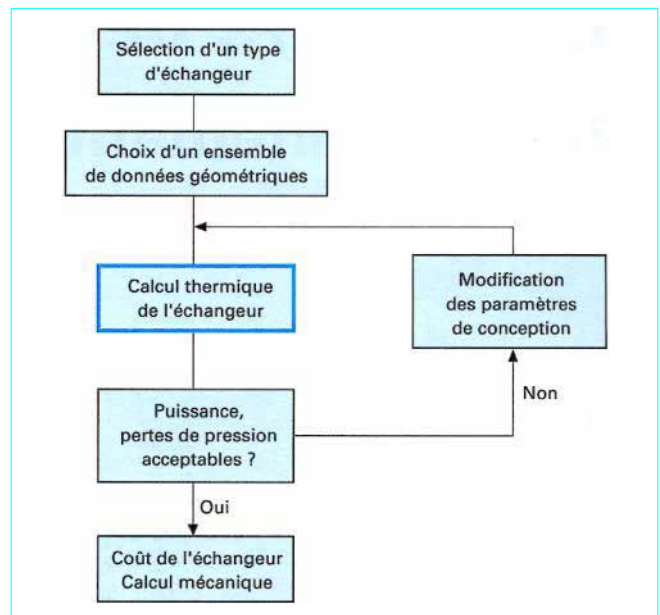 Sélection d'un type
d'échangeur
Choix d'un ensemble
de données géométriques
Calcul thermique
de l'échangeur
Modification
des paramètres
de conception
Puissance,
pertes de pression
acceptables ?
Non
Oui
Coût de l'échangeur
Calcul mécanique